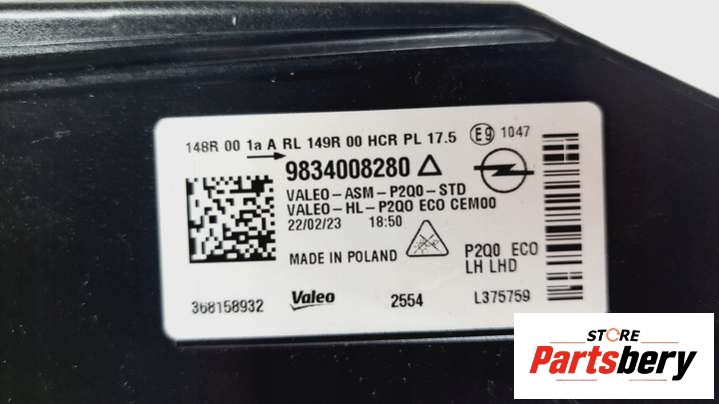 148R 00 1a A RL 149R 00 HCR PL 17.5 E9 1047
9834008280
VALEO-ASM-P2Q0-STD
VALEO-HL-P2Q0 ECO CEM00
22/02/23 18:50
MADE IN POLAND
P2Q0 ECO
LH LHD
368158932 Valeo 2554 L375759
STORE
Partsbery